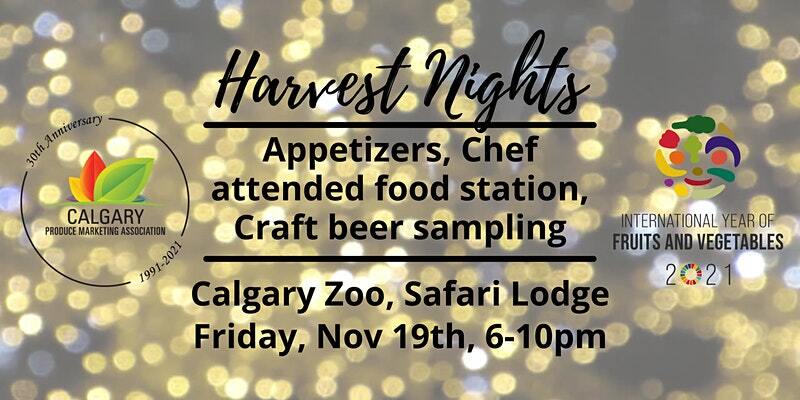 Harvest Nights
Appetizers, Chef
attended food station,
Craft beer sampling
Calgary Zoo, Safari Lodge
Friday, Nov 19th, 6-10pm
30th Anniversary
CALGARY
PRODUCE MARKETING ASSOCIATION
1991-2021
INTERNATIONAL YEAR OF
FRUITS AND VEGETABLES
2021